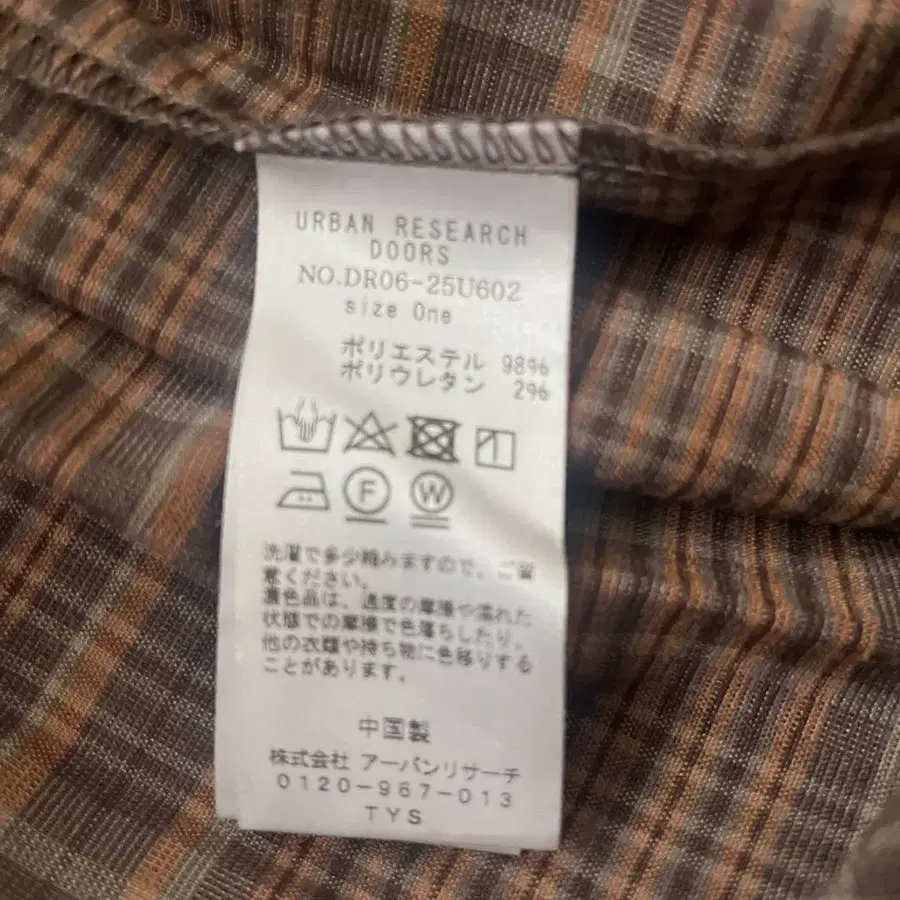 URBAN RESEARCH
DOORS
NO.DR06-25U602
size One
ポリエステル 98%
ポリウレタン 2%
F W
洗濯で多少縮みますので、ご留
意ください。
濃色品は、過度の摩擦や濡れた
状態での摩擦で色落ちしたり、
他の衣類や持ち物に色移りする
ことがあります。
中国製
株式会社 アーバンリサーチ
0120-967-013
TYS